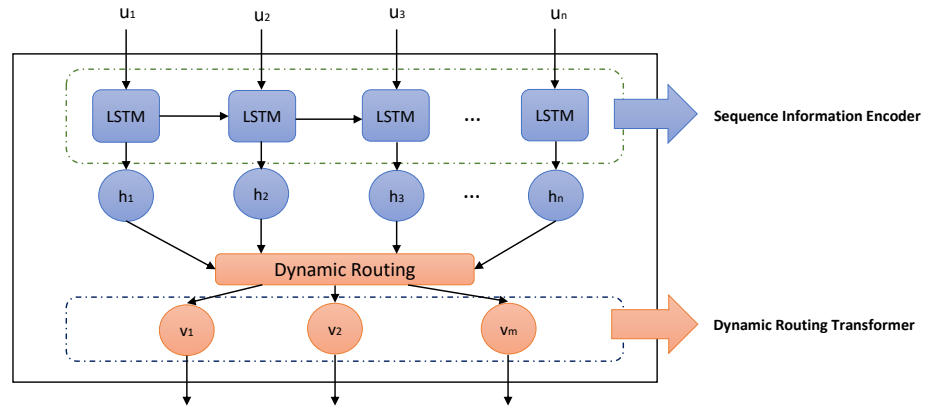 u₁ u₂ u₃ uₙ
LSTM LSTM LSTM ... LSTM
Sequence Information Encoder
h₁ h₂ h₃ ... hₙ
Dynamic Routing
v₁ v₂ vₘ
Dynamic Routing Transformer